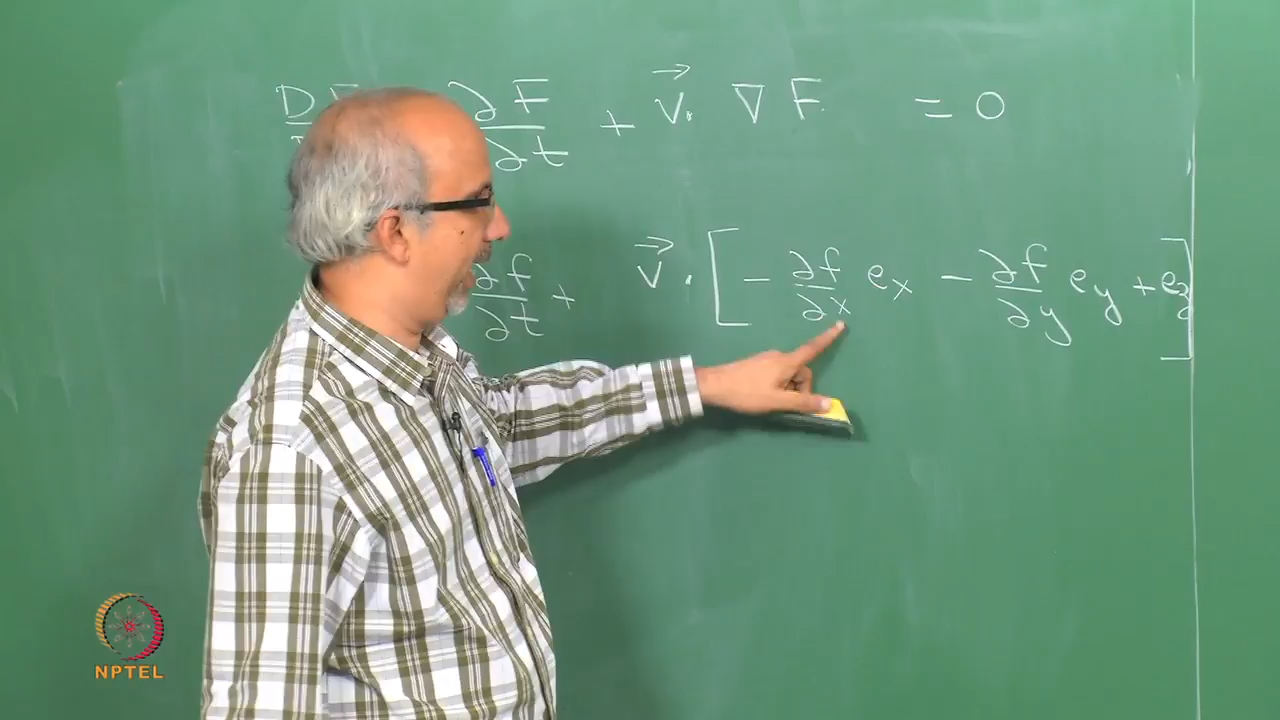 D F ∂F/∂t + v⃗ · ∇ F = 0
∂f/∂t + v⃗ · [ - ∂f/∂x e_x - ∂f/∂y e_y + e_z ]
NPTEL